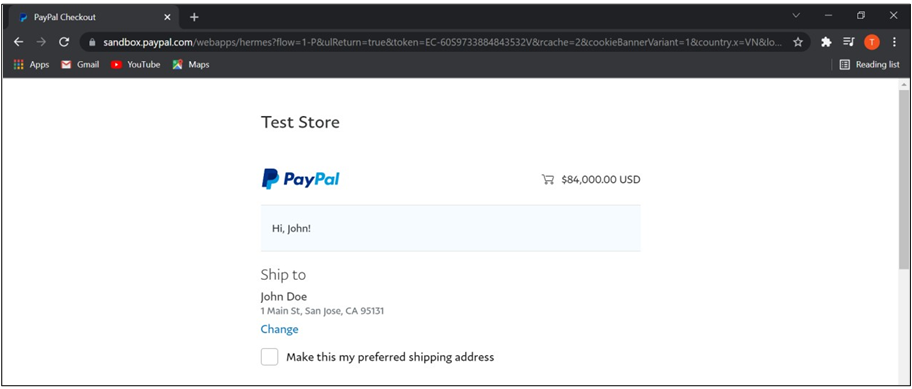 PayPal Checkout
sandbox.paypal.com/webapps/hermes?flow=1-P&ulReturn=true&token=EC-60S9733884843532V&rcache=2&cookieBannerVariant=1&country.x=VN&lo...
T
Apps Gmail YouTube Maps Reading list
Test Store
PayPal $84,000.00 USD
Hi, John!
Ship to
John Doe
1 Main St, San Jose, CA 95131
Change
Make this my preferred shipping address